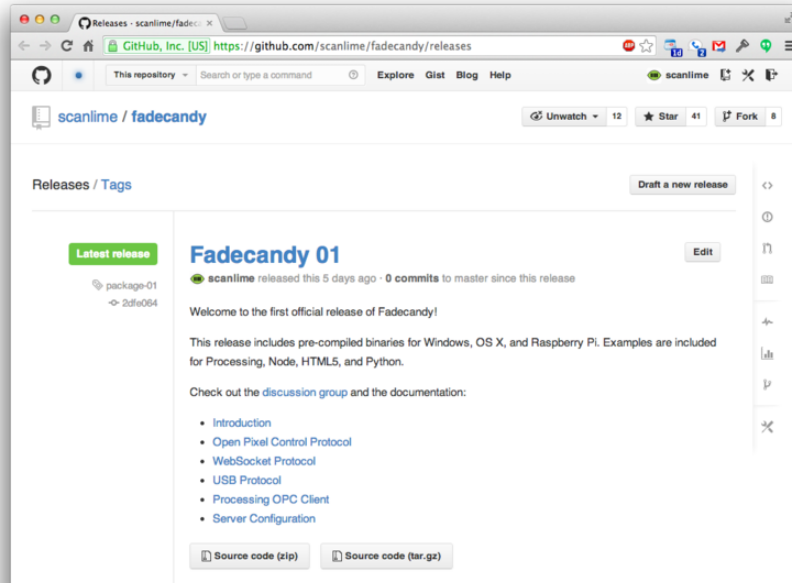 Releases · scanlime/fadec
GitHub, Inc. [US] https://github.com/scanlime/fadecandy/releases
This repository Search or type a command Explore Gist Blog Help scanlime
scanlime / fadecandy Unwatch 12 Star 41 Fork 8
Releases / Tags Draft a new release
Latest release Fadecandy 01 Edit
package-01 scanlime released this 5 days ago · 0 commits to master since this release
2dfe064
Welcome to the first official release of Fadecandy!
This release includes pre-compiled binaries for Windows, OS X, and Raspberry Pi. Examples are included
for Processing, Node, HTML5, and Python.
Check out the discussion group and the documentation:
• Introduction
• Open Pixel Control Protocol
• WebSocket Protocol
• USB Protocol
• Processing OPC Client
• Server Configuration
Source code (zip) Source code (tar.gz)